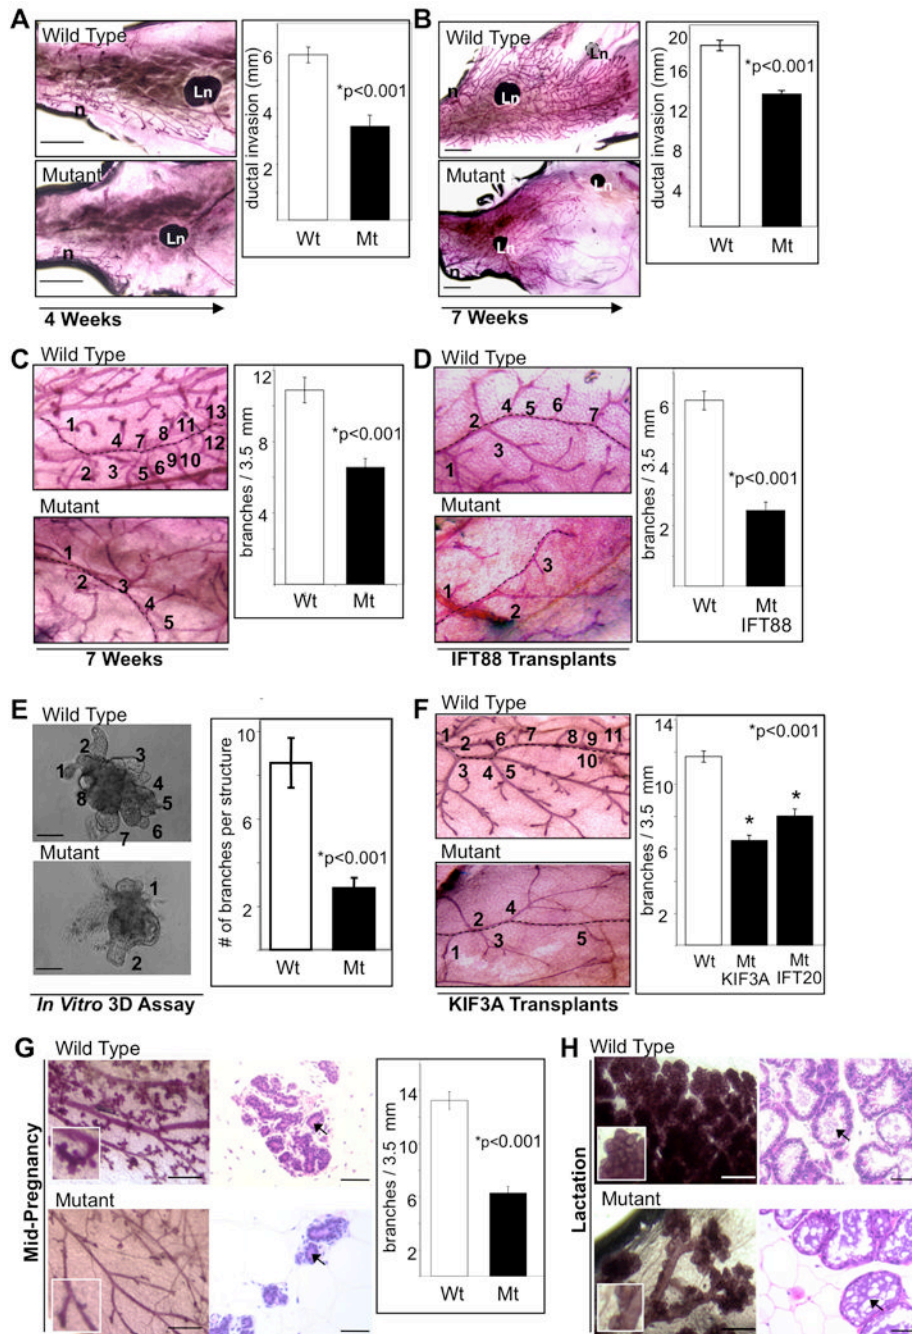 A
Wild Type
Ln
n
Mutant
Ln
n
4 Weeks
ductal invasion (mm)
6
4
2
*p<0.001
Wt Mt
B
Wild Type
Ln
n
Ln
Mutant
Ln
Ln
n
7 Weeks
ductal invasion (mm)
20
16
12
8
4
*p<0.001
Wt Mt
C
Wild Type
1 4 7 8 11 13
2 3 5 6 9 10 12
Mutant
1
2 3
4
5
7 Weeks
branches / 3.5 mm
12
8
4
*p<0.001
Wt Mt
D
Wild Type
1 2 3 4 5 6 7
Mutant
1 2 3
IFT88 Transplants
branches / 3.5 mm
6
4
2
*p<0.001
Wt Mt
IFT88
E
Wild Type
1 2 3 4 5 6 7 8
Mutant
1
2
In Vitro 3D Assay
# of branches per structure
10
8
6
4
2
*p<0.001
Wt Mt
F
Wild Type
1 2 6 7 8 9 11
3 4 5 10
Mutant
2 4
1 3 5
KIF3A Transplants
branches / 3.5 mm
14
10
6
2
*p<0.001
*
*
Wt Mt Mt
KIF3A IFT20
G
Mid-Pregnancy
Wild Type
Mutant
branches / 3.5 mm
14
10
6
2
*p<0.001
Wt Mt
H
Lactation
Wild Type
Mutant